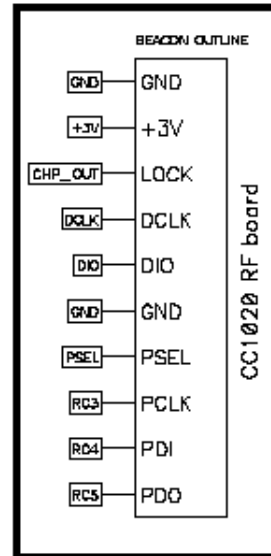 BEACON OUTLINE
GND GND
+3V +3V
CHP_OUT LOCK
DCLK DCLK
DIO DIO
GND GND
PSEL PSEL
RC3 PCLK
RC4 PDI
RC5 PDO
CC1020 RF board